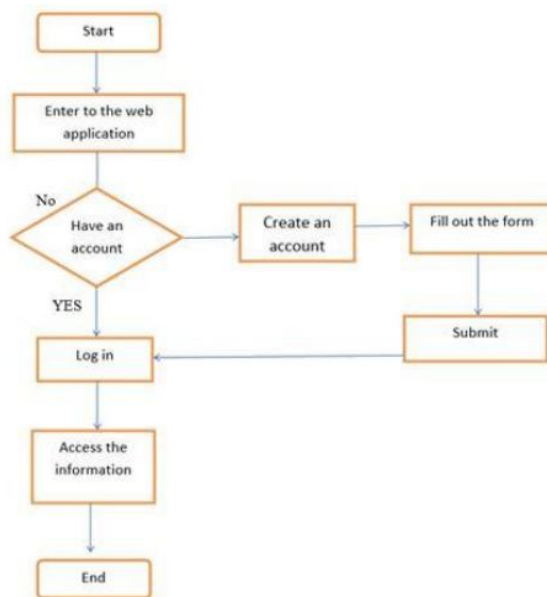 Start
Enter to the web
application
No
Have an
account
Create an
account
Fill out the form
YES
Submit
Log in
Access the
information
End